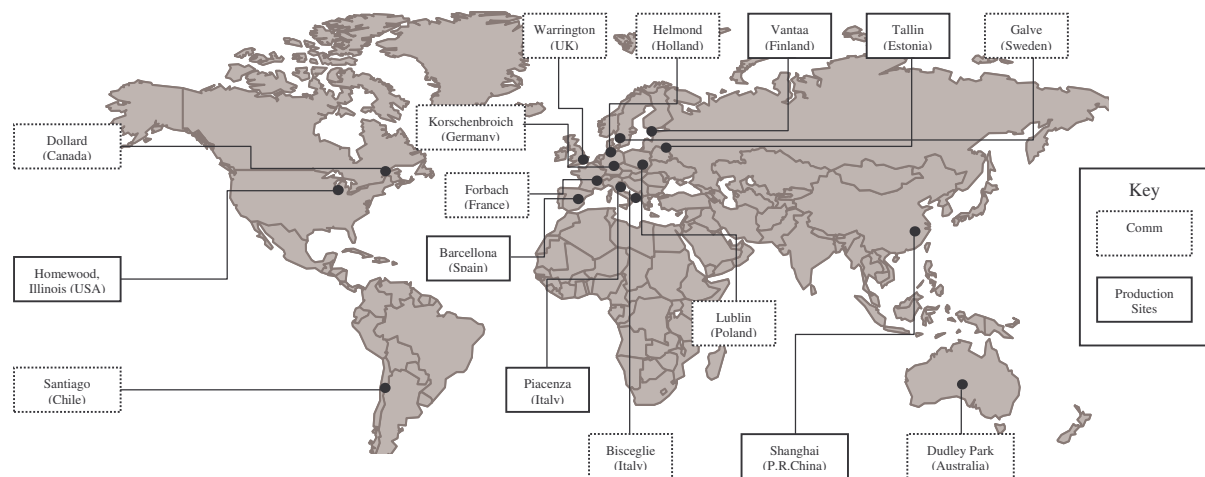 Warrington
(UK)
Helmond
(Holland)
Vantaa
(Finland)
Tallin
(Estonia)
Galve
(Sweden)
Dollard
(Canada)
Korschenbroich
(Germany)
Forbach
(France)
Key
Comm
Homewood,
Illinois (USA)
Barcellona
(Spain)
Production
Sites
Lublin
(Poland)
Santiago
(Chile)
Piacenza
(Italy)
Bisceglie
(Italy)
Shanghai
(P.R.China)
Dudley Park
(Australia)